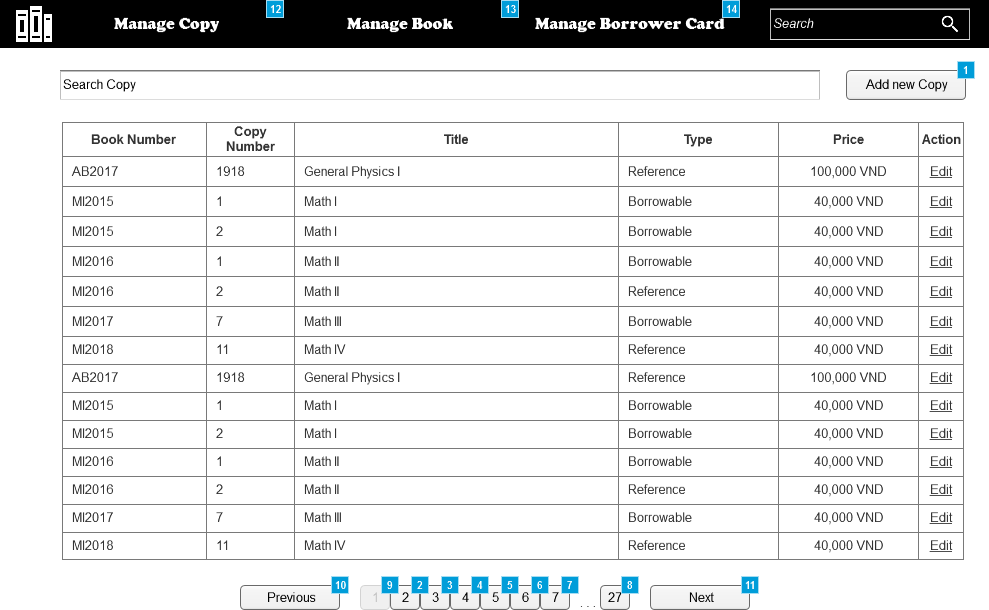 12 13 14
Manage Copy Manage Book Manage Borrower Card Search
1
Search Copy Add new Copy
Book Number Copy Number Title Type Price Action
AB2017 1918 General Physics I Reference 100,000 VND Edit
MI2015 1 Math I Borrowable 40,000 VND Edit
MI2015 2 Math I Borrowable 40,000 VND Edit
MI2016 1 Math II Borrowable 40,000 VND Edit
MI2016 2 Math II Reference 40,000 VND Edit
MI2017 7 Math III Borrowable 40,000 VND Edit
MI2018 11 Math IV Reference 40,000 VND Edit
AB2017 1918 General Physics I Reference 100,000 VND Edit
MI2015 1 Math I Borrowable 40,000 VND Edit
MI2015 2 Math I Borrowable 40,000 VND Edit
MI2016 1 Math II Borrowable 40,000 VND Edit
MI2016 2 Math II Reference 40,000 VND Edit
MI2017 7 Math III Borrowable 40,000 VND Edit
MI2018 11 Math IV Reference 40,000 VND Edit
10 9 2 3 4 5 6 7 8 11
Previous 1 2 3 4 5 6 7 . . . 27 Next